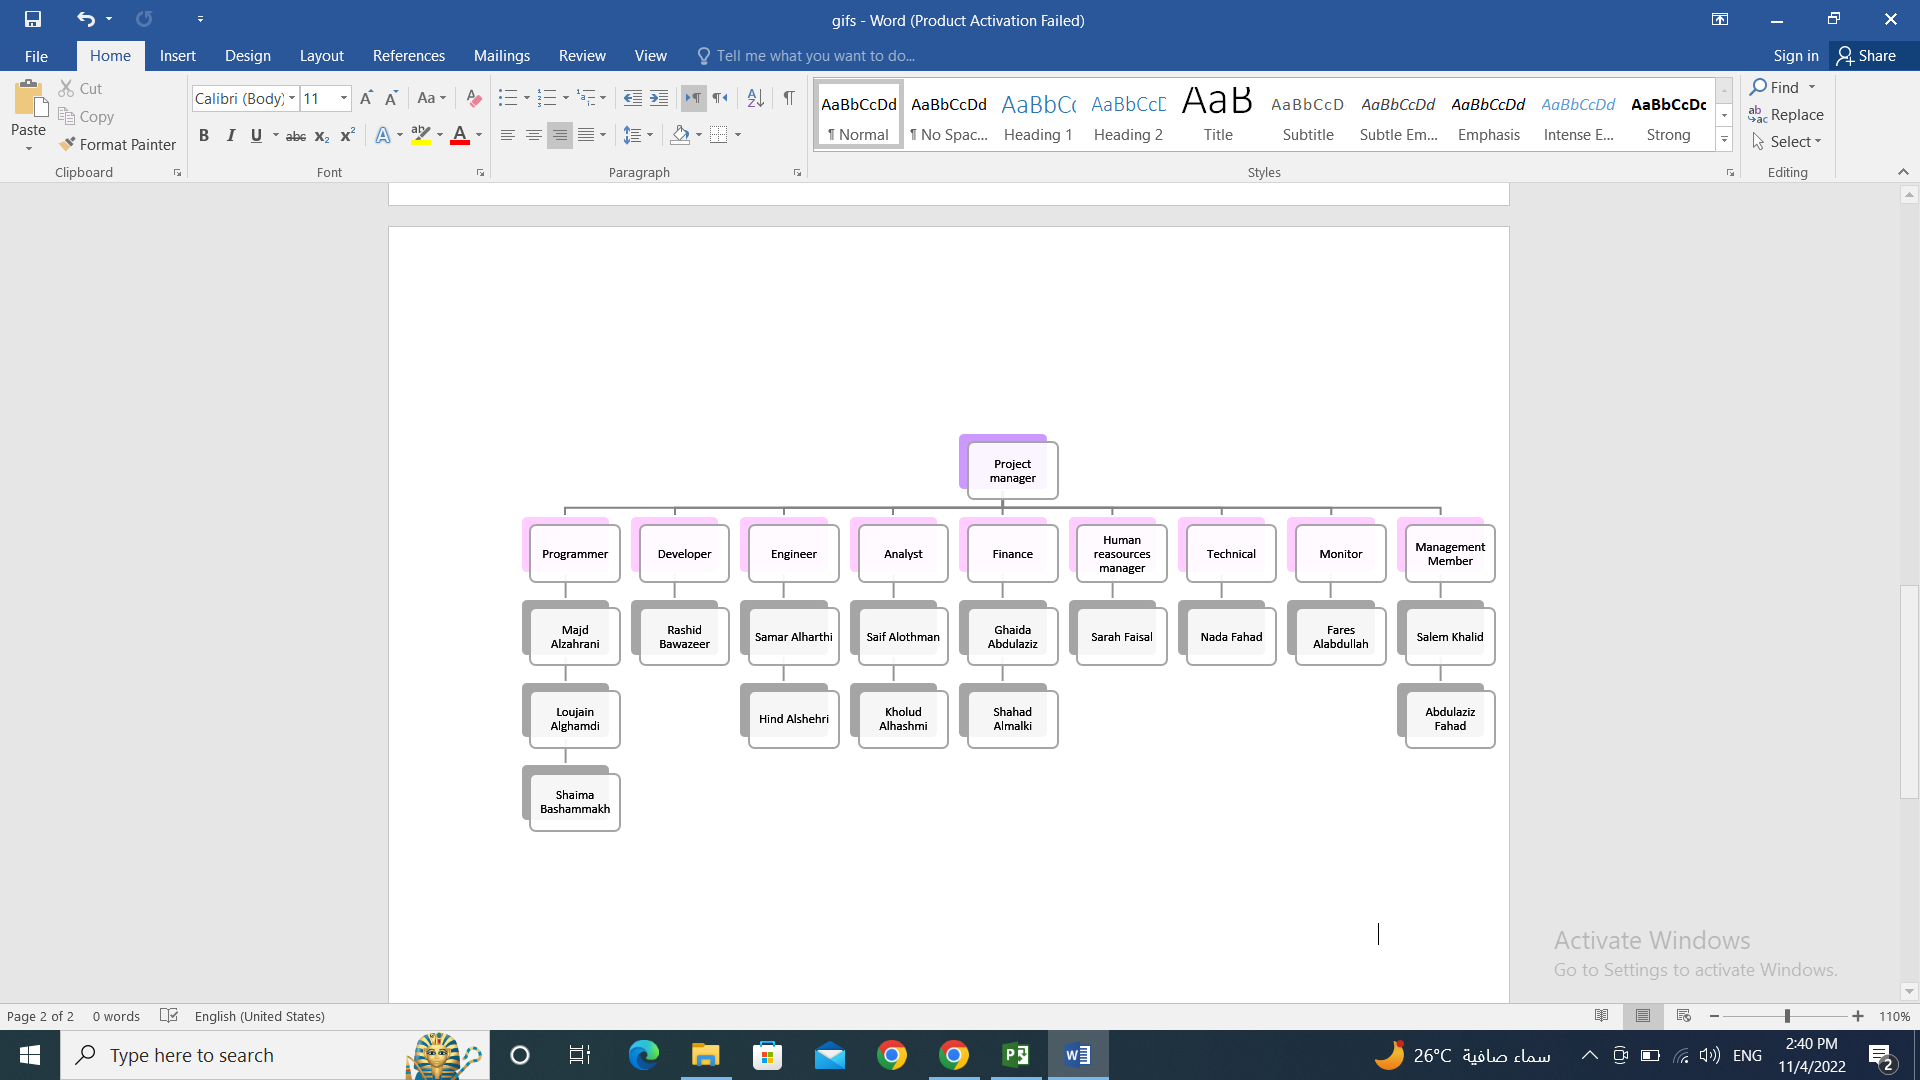 gifs - Word (Product Activation Failed)
File Home Insert Design Layout References Mailings Review View Tell me what you want to do... Sign in Share
Paste
Cut
Copy
Format Painter
Clipboard
Calibri (Body) 11
Font
Paragraph
AaBbCcDd AaBbCcDd AaBbCc AaBbCcD AaB AaBbCcD AaBbCcDd AaBbCcDd AaBbCcDd AaBbCcDc
¶ Normal ¶ No Spac... Heading 1 Heading 2 Title Subtitle Subtle Em... Emphasis Intense E... Strong
Styles
Find
Replace
Select
Editing
Project
manager
Programmer
Developer
Engineer
Analyst
Finance
Human
reasources
manager
Technical
Monitor
Management
Member
Majd
Alzahrani
Rashid
Bawazeer
Samar Alharthi
Saif Alothman
Ghaida
Abdulaziz
Sarah Faisal
Nada Fahad
Fares
Alabdullah
Salem Khalid
Loujain
Alghamdi
Hind Alshehri
Kholud
Alhashmi
Shahad
Almalki
Abdulaziz
Fahad
Shaima
Bashammakh
Activate Windows
Go to Settings to activate Windows.
Page 2 of 2 0 words English (United States) 110%
Type here to search
26°C سماء صافية
ENG
2:40 PM
11/4/2022
2